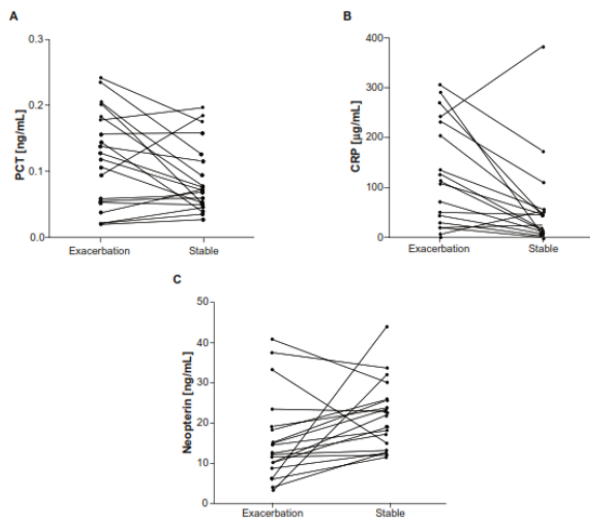 A
PCT [ng/mL]
0.3
0.2
0.1
0.0
Exacerbation Stable
B
CRP [µg/mL]
400
300
200
100
0
Exacerbation Stable
C
Neopterin [ng/mL]
50
40
30
20
10
0
Exacerbation Stable